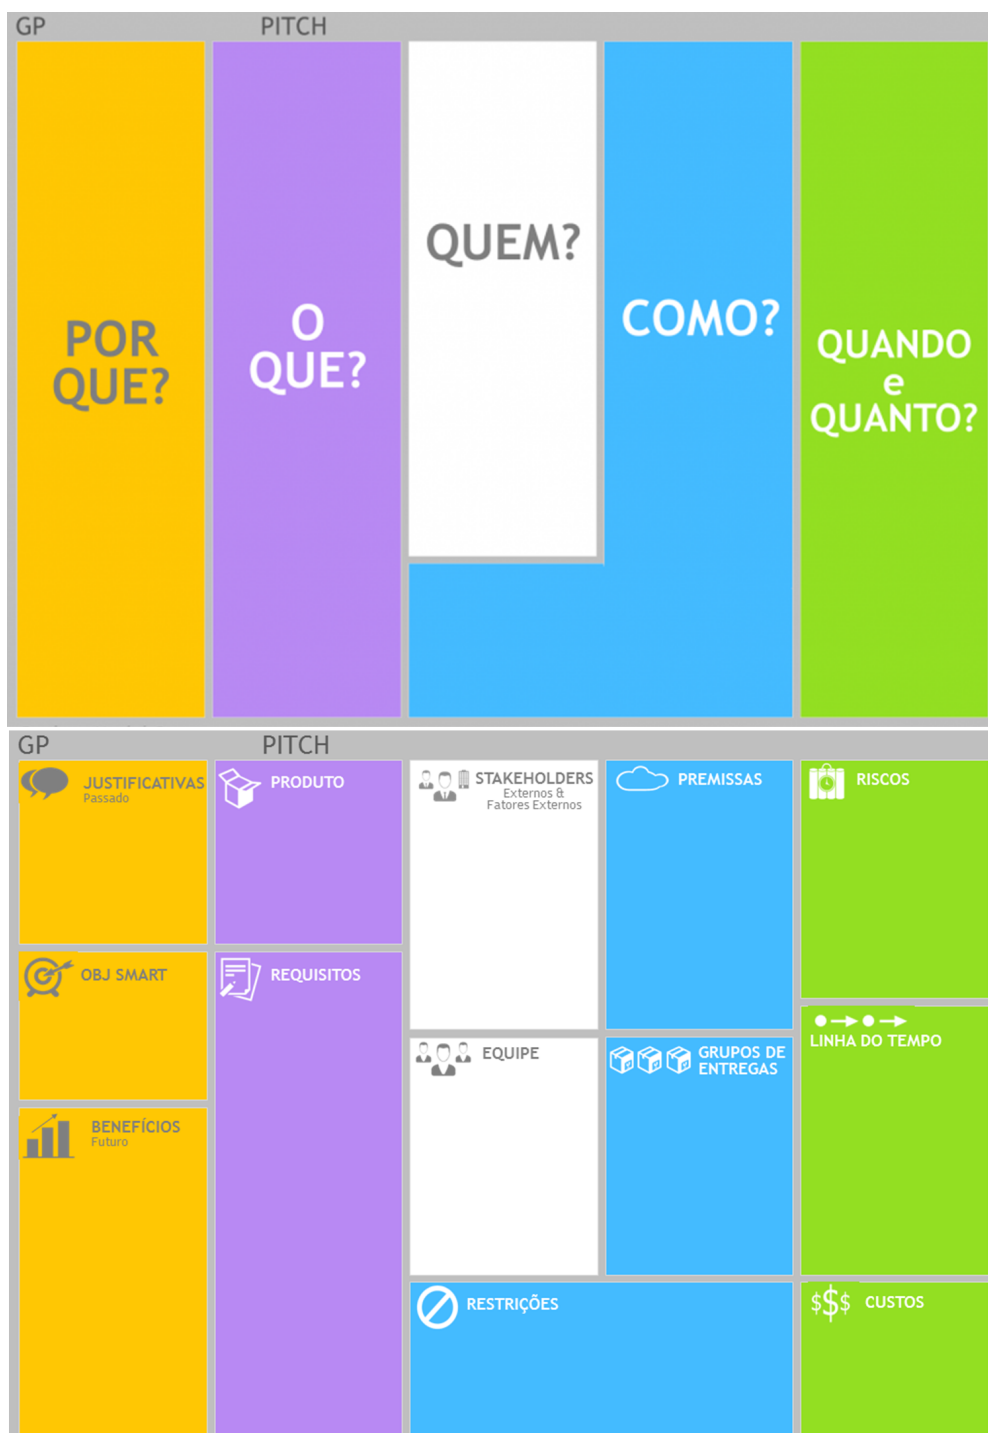 GP
PITCH
POR
QUE?
O
QUE?
QUEM?
COMO?
QUANDO
e
QUANTO?
GP
PITCH
JUSTIFICATIVAS
Passado
OBJ SMART
BENEFÍCIOS
Futuro
PRODUTO
REQUISITOS
STAKEHOLDERS
Externos &
Fatores Externos
EQUIPE
PREMISSAS
GRUPOS DE
ENTREGAS
RESTRIÇÕES
RISCOS
LINHA DO TEMPO
$$$ CUSTOS